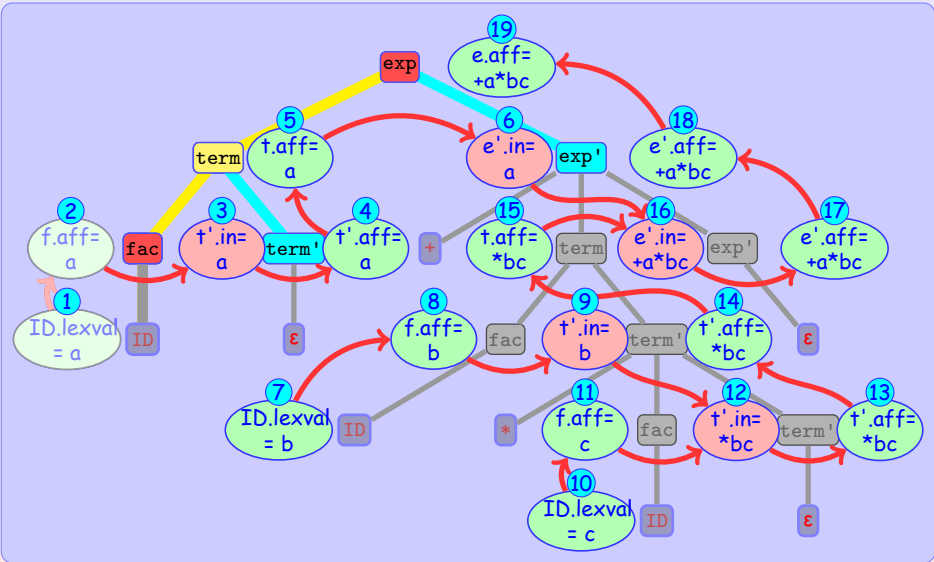 19
e.aff=
+a*bc
exp
5
t.aff=
a
6
e'.in=
a
18
e'.aff=
+a*bc
term
exp'
2
f.aff=
a
fac
3
t'.in=
a
term'
4
t'.aff=
a
+
15
t.aff=
*bc
term
16
e'.in=
+a*bc
exp'
17
e'.aff=
+a*bc
1
ID.lexval
= a
ID
ε
8
f.aff=
b
fac
9
t'.in=
b
term'
14
t'.aff=
*bc
ε
7
ID.lexval
= b
ID
*
11
f.aff=
c
fac
12
t'.in=
*bc
term'
13
t'.aff=
*bc
10
ID.lexval
= c
ID
ε